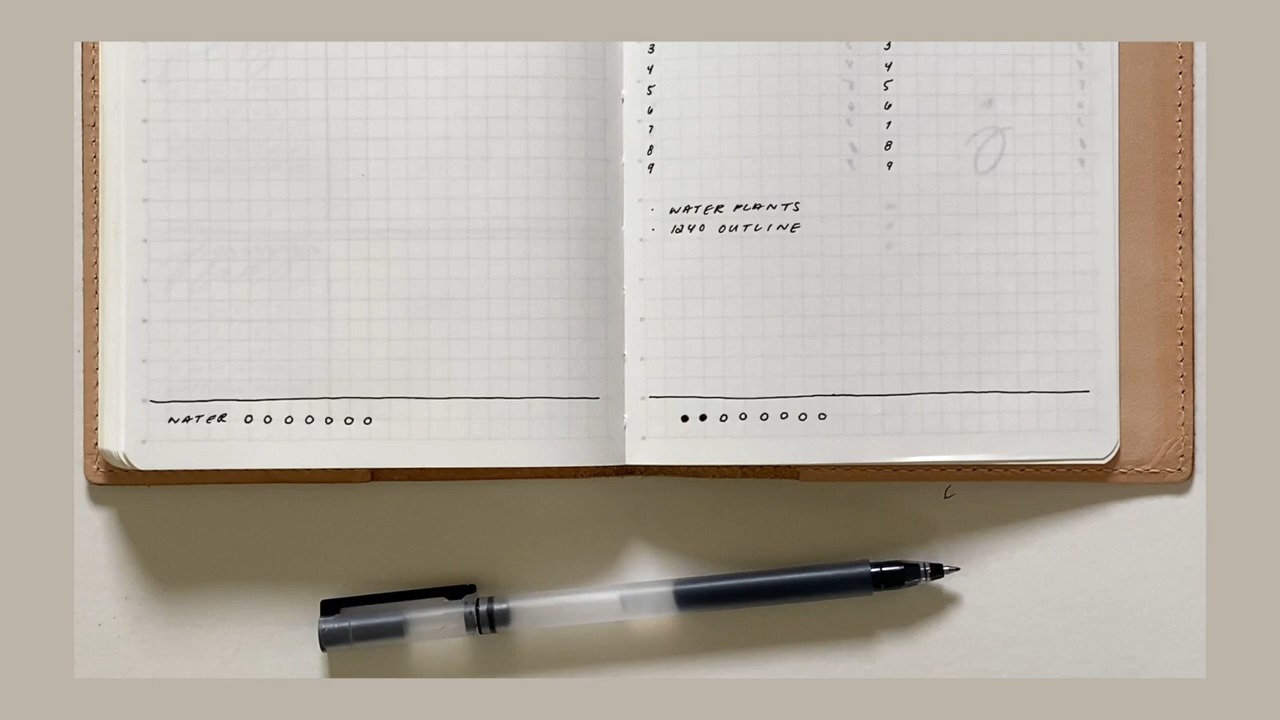 3 3
4 4
5 5
6 6
7 7
8 8
9 9
· WATER PLANTS
· 1240 OUTLINE
WATER